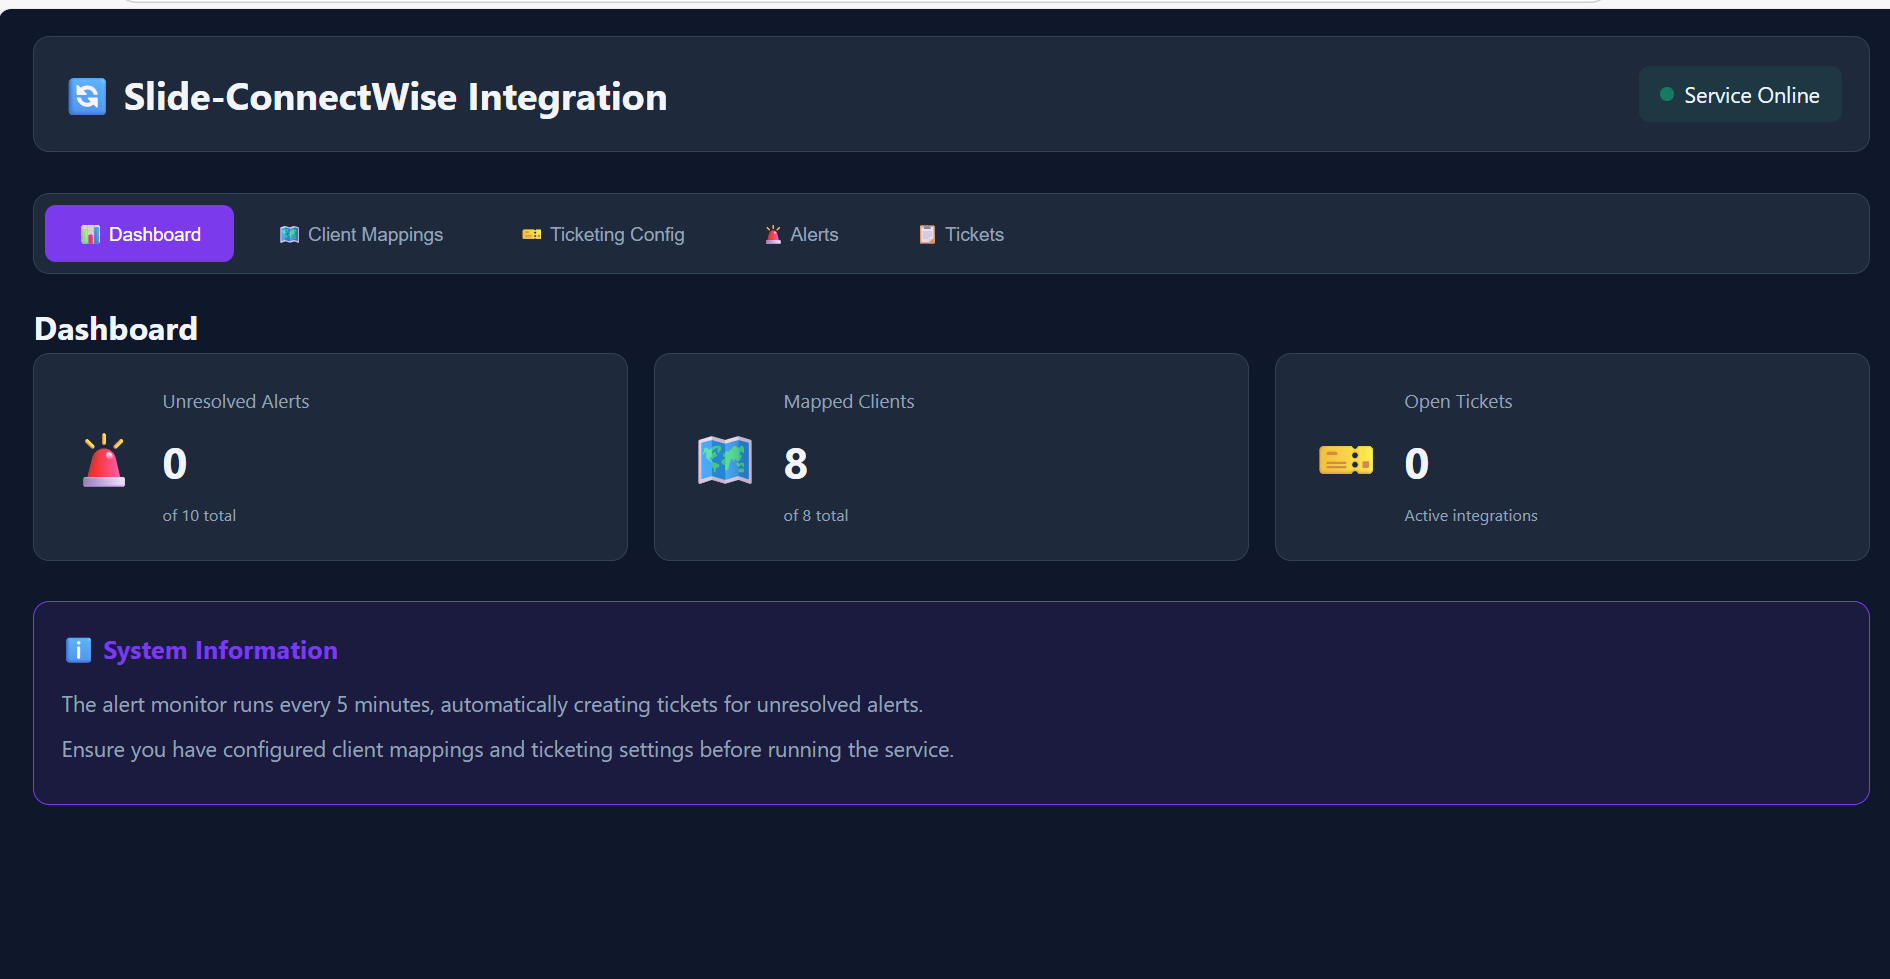 Slide-ConnectWise Integration
Service Online
Dashboard
Client Mappings
Ticketing Config
Alerts
Tickets
Dashboard
Unresolved Alerts
0
of 10 total
Mapped Clients
8
of 8 total
Open Tickets
0
Active integrations
System Information
The alert monitor runs every 5 minutes, automatically creating tickets for unresolved alerts.
Ensure you have configured client mappings and ticketing settings before running the service.